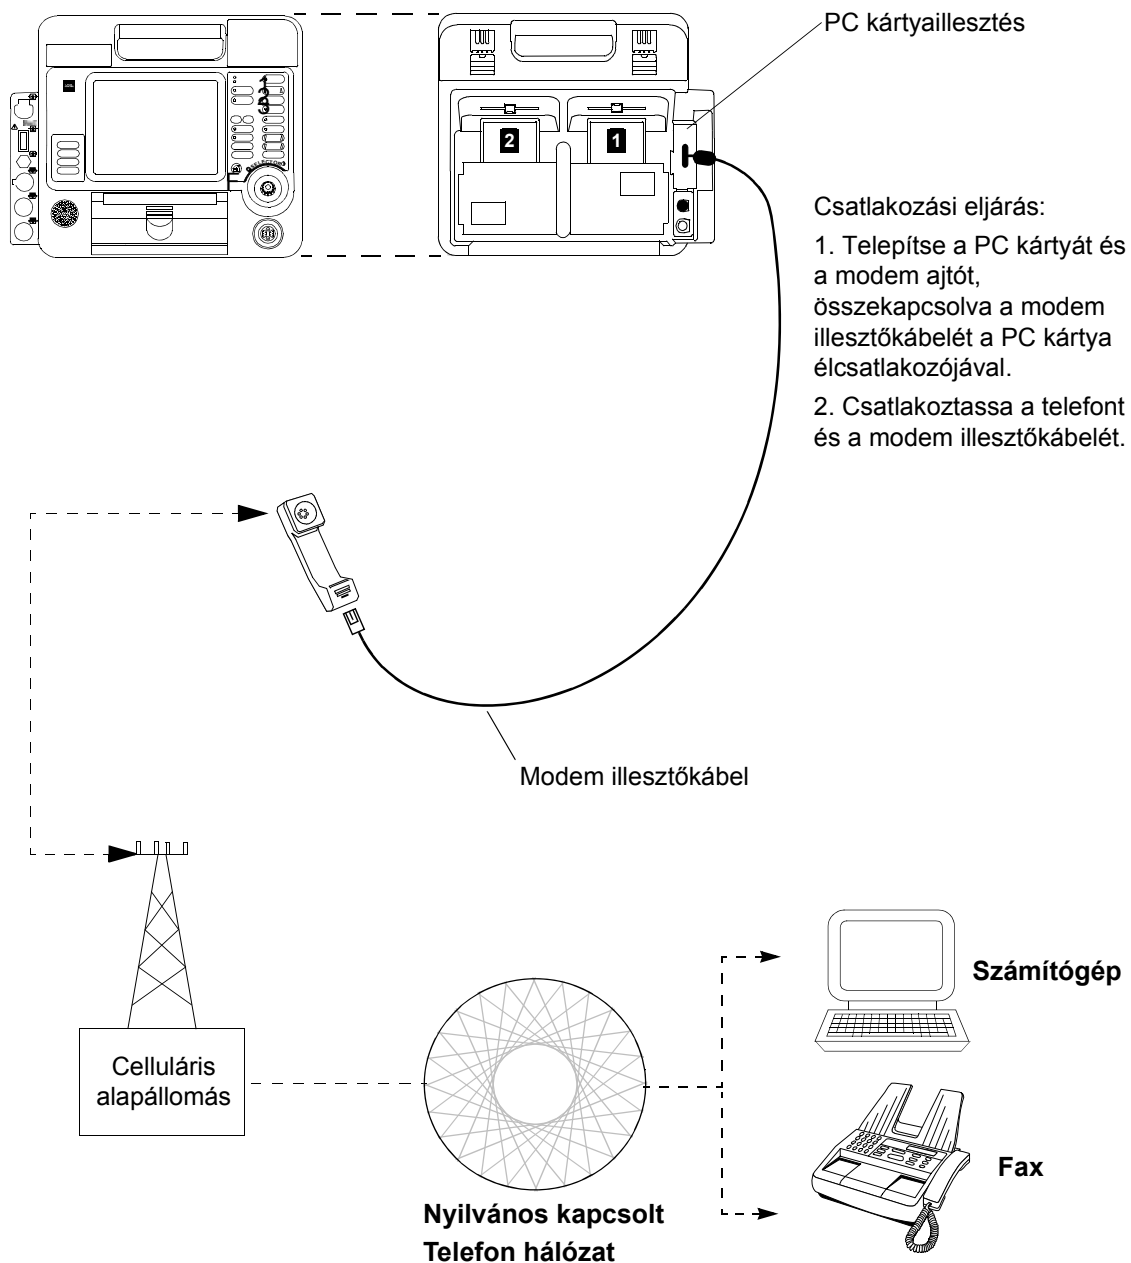 PC kártyaillesztés
2
1
SELECTOR
Csatlakozási eljárás:
1. Telepítse a PC kártyát és
a modem ajtót,
összekapcsolva a modem
illesztőkábelét a PC kártya
élcsatlakozójával.
2. Csatlakoztassa a telefont
és a modem illesztőkábelét.
Modem illesztőkábel
Számítógép
Celluláris
alapállomás
Fax
Nyilvános kapcsolt
Telefon hálózat